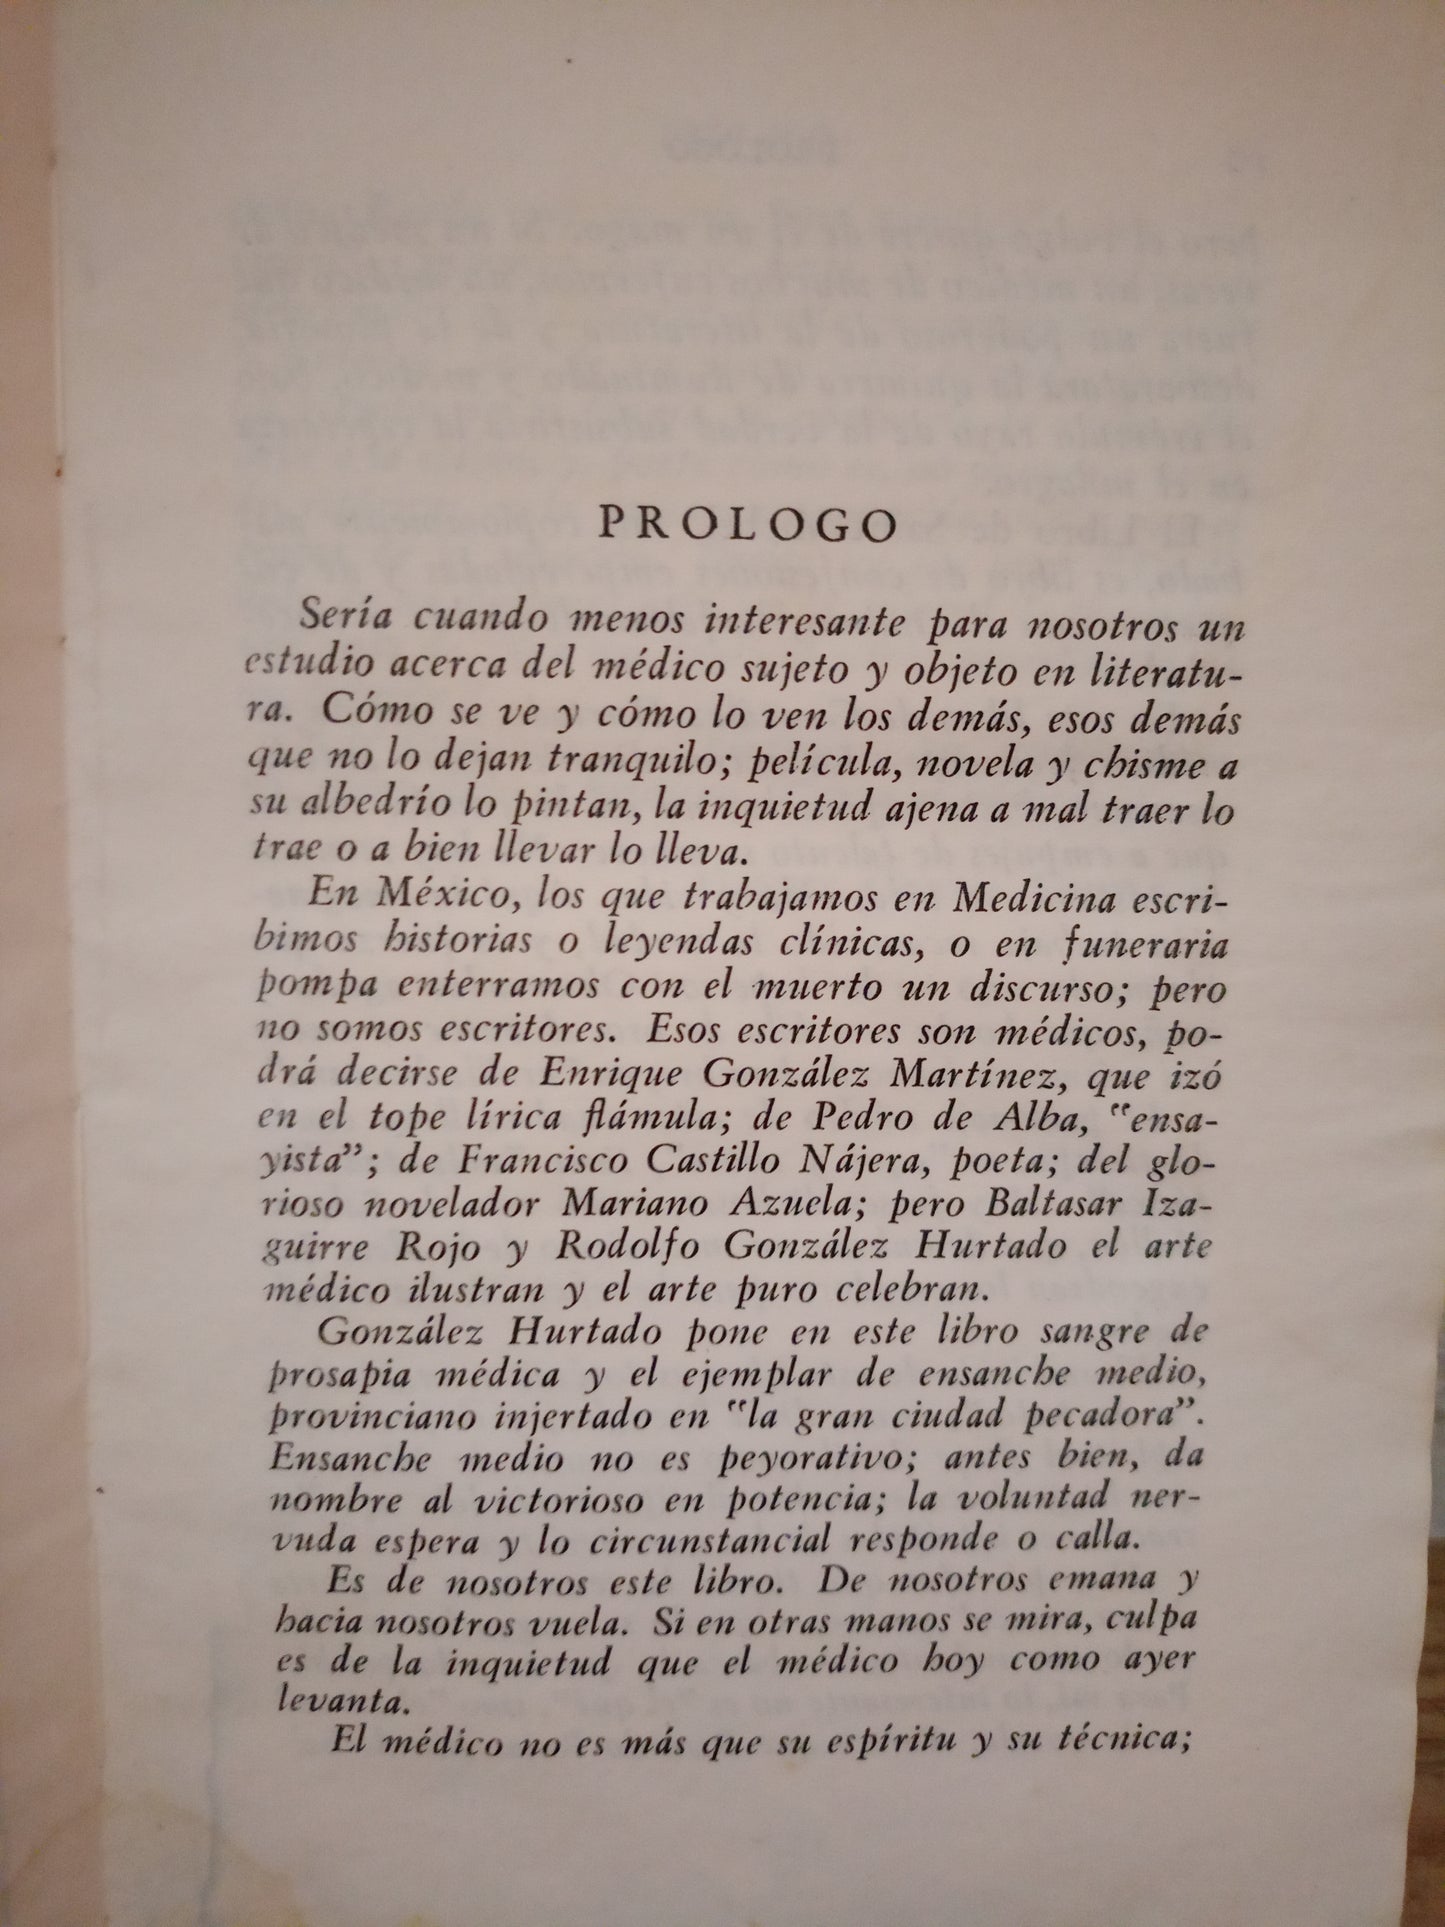 PROLOGO
Sería cuando menos interesante para nosotros un
estudio acerca del médico sujeto y objeto en literatu-
ra. Cómo se ve y cómo lo ven los demás, esos demás
que no lo dejan tranquilo; película, novela y chisme a
su albedrío lo pintan, la inquietud ajena a mal traer lo
trae o a bien llevar lo lleva.
En México, los que trabajamos en Medicina escri-
bimos historias o leyendas clínicas, o en funeraria
pompa enterramos con el muerto un discurso; pero
no somos escritores. Esos escritores son médicos, po-
drá decirse de Enrique González Martínez, que izó
en el tope lírica flámula; de Pedro de Alba, "ensa-
yista"; de Francisco Castillo Nájera, poeta; del glo-
rioso novelador Mariano Azuela; pero Baltasar Iza-
guirre Rojo y Rodolfo González Hurtado el arte
médico ilustran y el arte puro celebran.
González Hurtado pone en este libro sangre de
prosapia médica y el ejemplar de ensanche medio,
provinciano injertado en "la gran ciudad pecadora".
Ensanche medio no es peyorativo; antes bien, da
nombre al victorioso en potencia; la voluntad ner-
vuda espera y lo circunstancial responde o calla.
Es de nosotros este libro. De nosotros emana y
hacia nosotros vuela. Si en otras manos se mira, culpa
es de la inquietud que el médico hoy como ayer
levanta.
El médico no es más que su espíritu y su técnica;